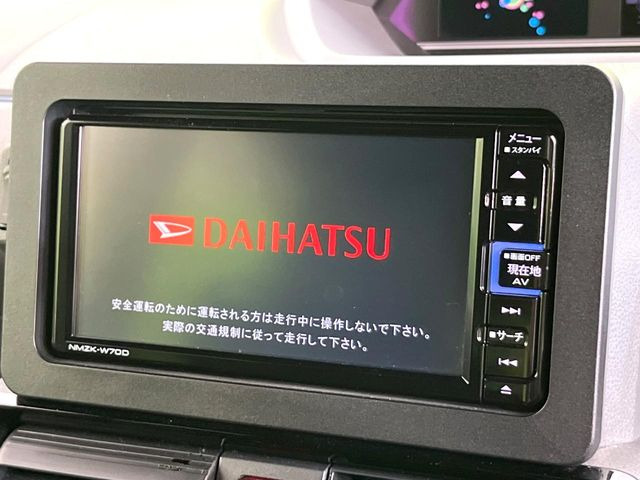 DAIHATSU
安全運転のために運転される方は走行中に操作しないで下さい。
実際の交通規制に従って走行して下さい。
NMZK-W70D
メニュー
スタンバイ
音量
画面OFF
現在地
AV
サーチ